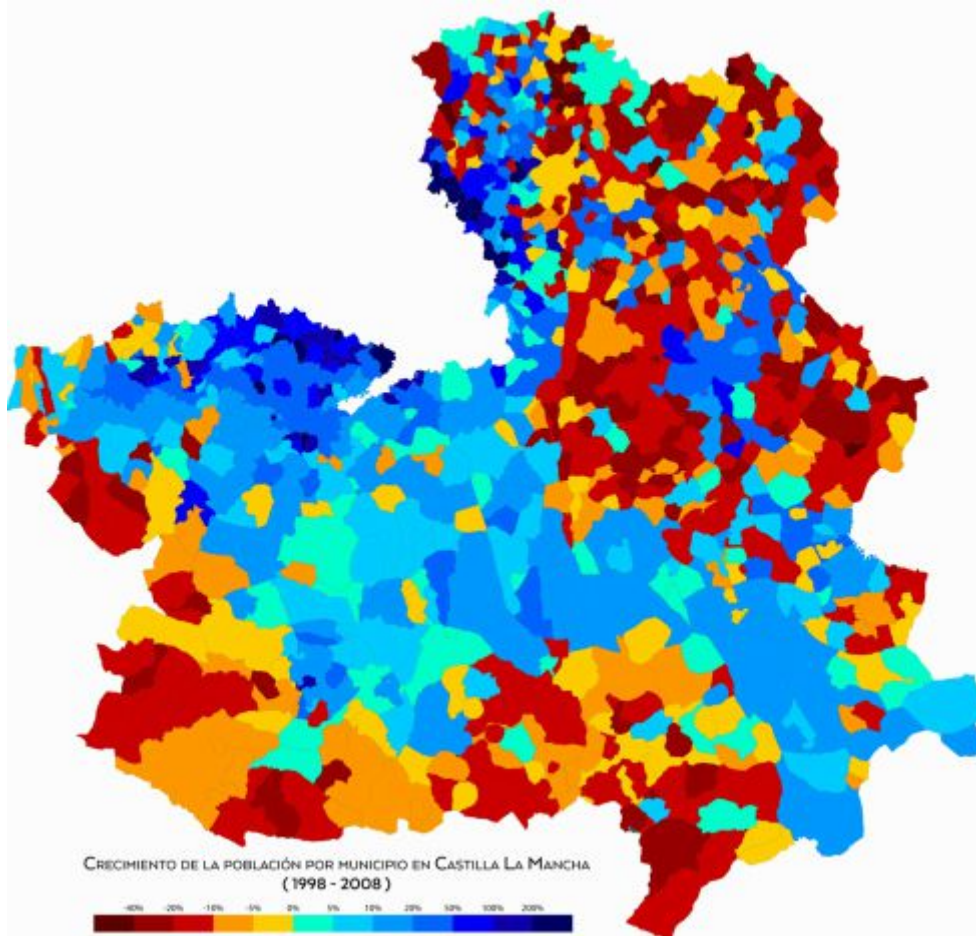 CRECIMIENTO DE LA POBLACIÓN POR MUNICIPIO EN CASTILLA LA MANCHA
( 1998 - 2008 )
-40% -20% -10% -5% 0% 5% 10% 20% 50% 100% 200%